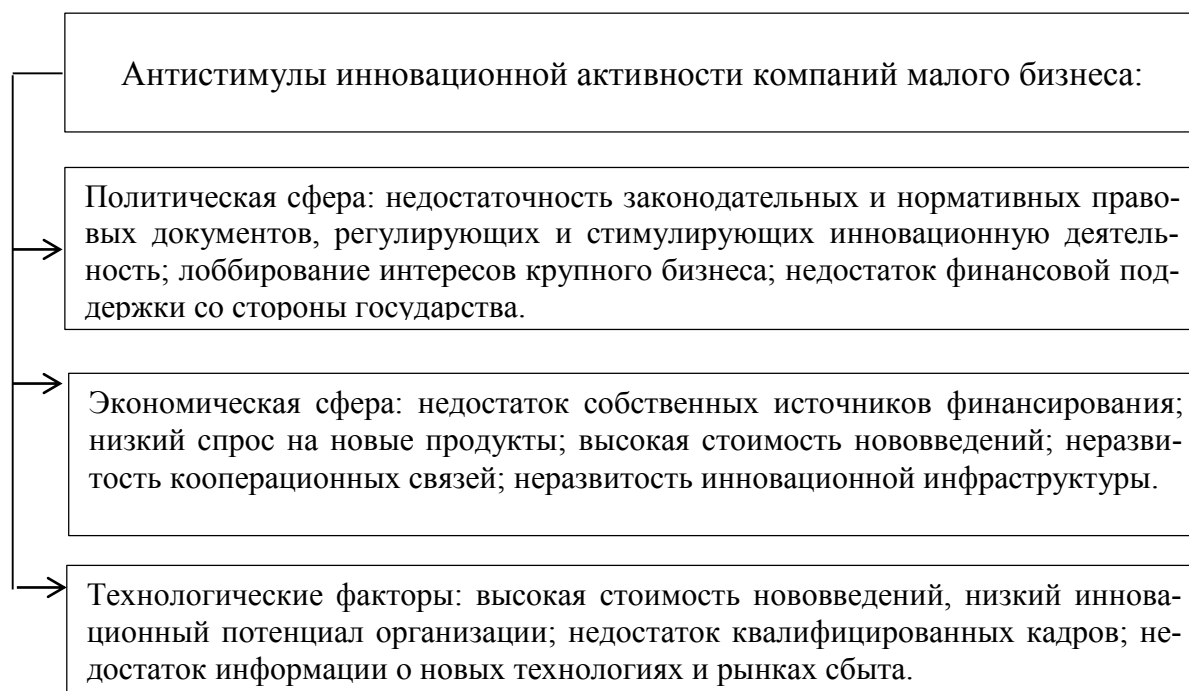 Антистимулы инновационной активности компаний малого бизнеса:
Политическая сфера: недостаточность законодательных и нормативных право-
вых документов, регулирующих и стимулирующих инновационную деятель-
ность; лоббирование интересов крупного бизнеса; недостаток финансовой под-
держки со стороны государства.
Экономическая сфера: недостаток собственных источников финансирования;
низкий спрос на новые продукты; высокая стоимость нововведений; неразви-
тость кооперационных связей; неразвитость инновационной инфраструктуры.
Технологические факторы: высокая стоимость нововведений, низкий иннова-
ционный потенциал организации; недостаток квалифицированных кадров; не-
достаток информации о новых технологиях и рынках сбыта.